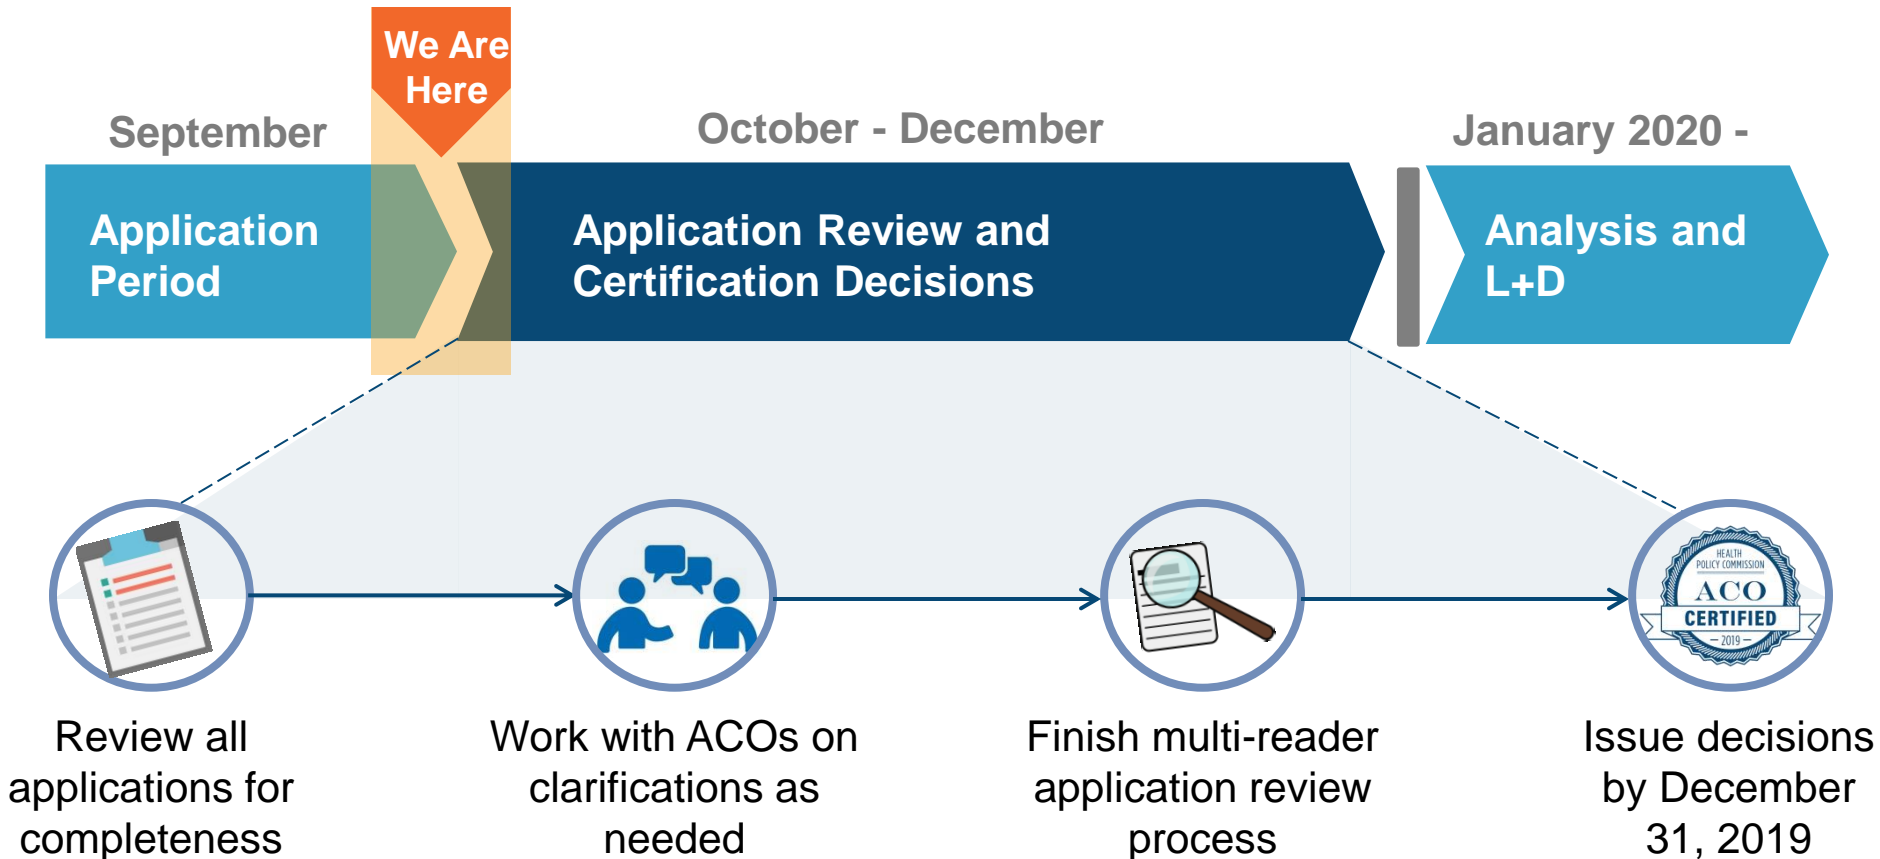 We Are
Here
September
October - December
January 2020 -
Application
Period
Application Review and
Certification Decisions
Analysis and
L+D
HEALTH
POLICY COMMISSION
ACO
CERTIFIED
– 2019 –
Review all
applications for
completeness
Work with ACOs on
clarifications as
needed
Finish multi-reader
application review
process
Issue decisions
by December
31, 2019